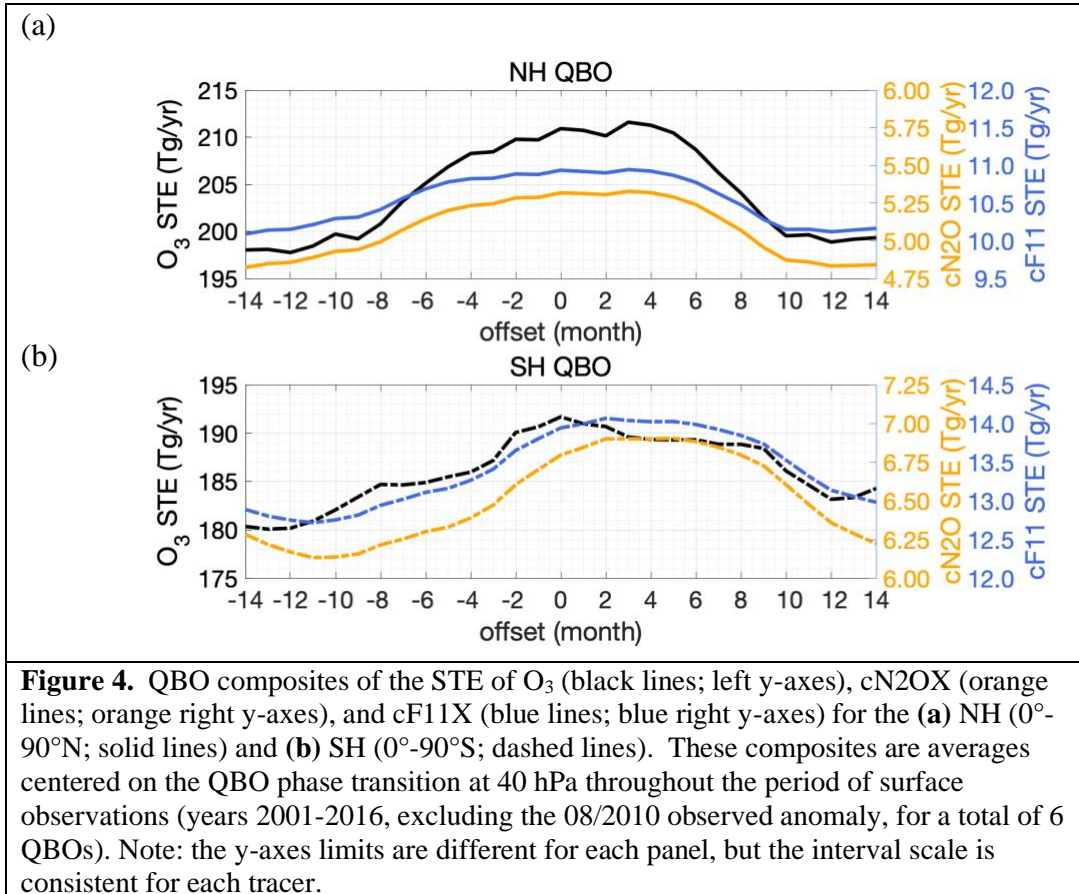 (a)
NH QBO
O₃ STE (Tg/yr)
215
210
205
200
195
6.00
5.75
5.50
5.25
5.00
4.75
cN2O STE (Tg/yr)
12.0
11.5
11.0
10.5
10.0
9.5
cF11 STE (Tg/yr)
-14 -12 -10 -8 -6 -4 -2 0 2 4 6 8 10 12 14
offset (month)
(b)
SH QBO
O₃ STE (Tg/yr)
195
190
185
180
175
7.25
7.00
6.75
6.50
6.25
6.00
cN2O STE (Tg/yr)
14.5
14.0
13.5
13.0
12.5
12.0
cF11 STE (Tg/yr)
-14 -12 -10 -8 -6 -4 -2 0 2 4 6 8 10 12 14
offset (month)
Figure 4. QBO composites of the STE of O₃ (black lines; left y-axes), cN2OX (orange
lines; orange right y-axes), and cF11X (blue lines; blue right y-axes) for the (a) NH (0°-
90°N; solid lines) and (b) SH (0°-90°S; dashed lines). These composites are averages
centered on the QBO phase transition at 40 hPa throughout the period of surface
observations (years 2001-2016, excluding the 08/2010 observed anomaly, for a total of 6
QBOs). Note: the y-axes limits are different for each panel, but the interval scale is
consistent for each tracer.